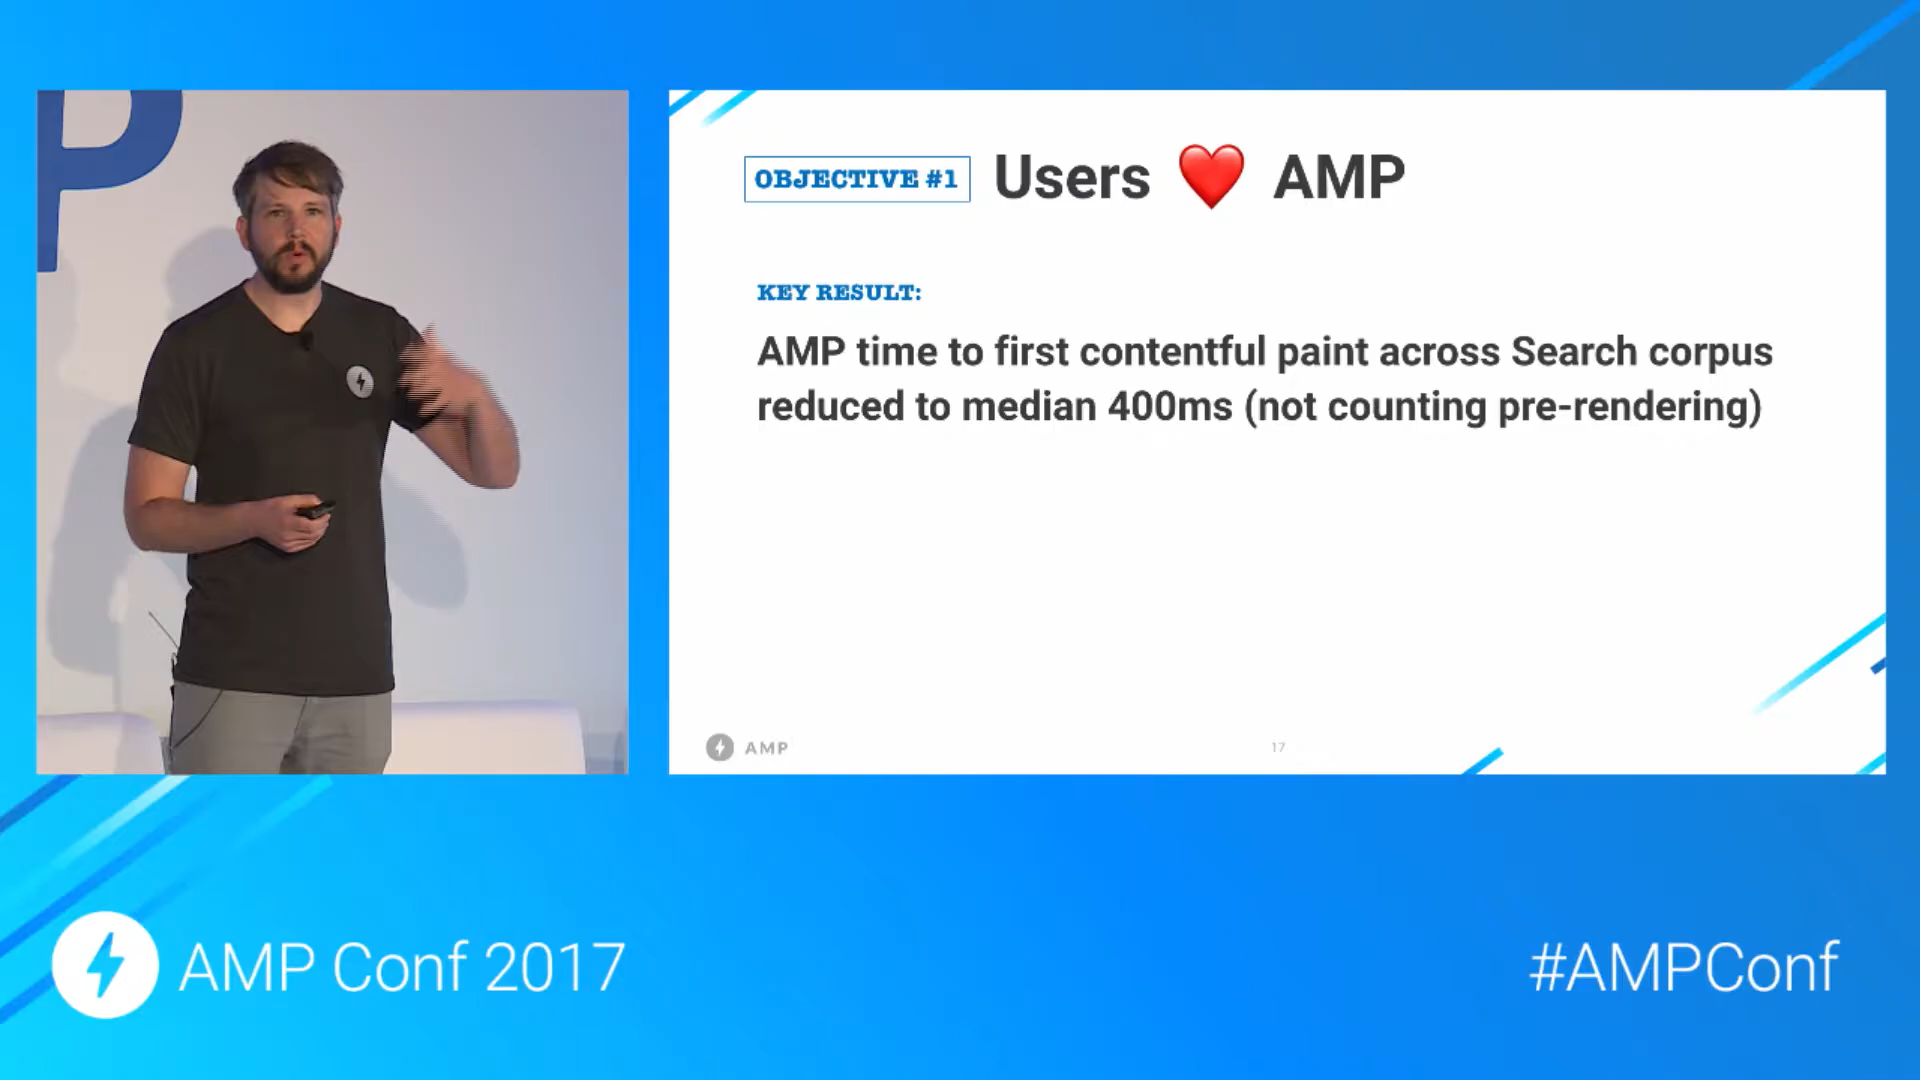 P
OBJECTIVE #1 Users ❤️ AMP
KEY RESULT:
AMP time to first contentful paint across Search corpus
reduced to median 400ms (not counting pre-rendering)
AMP
17
AMP Conf 2017
#AMPConf